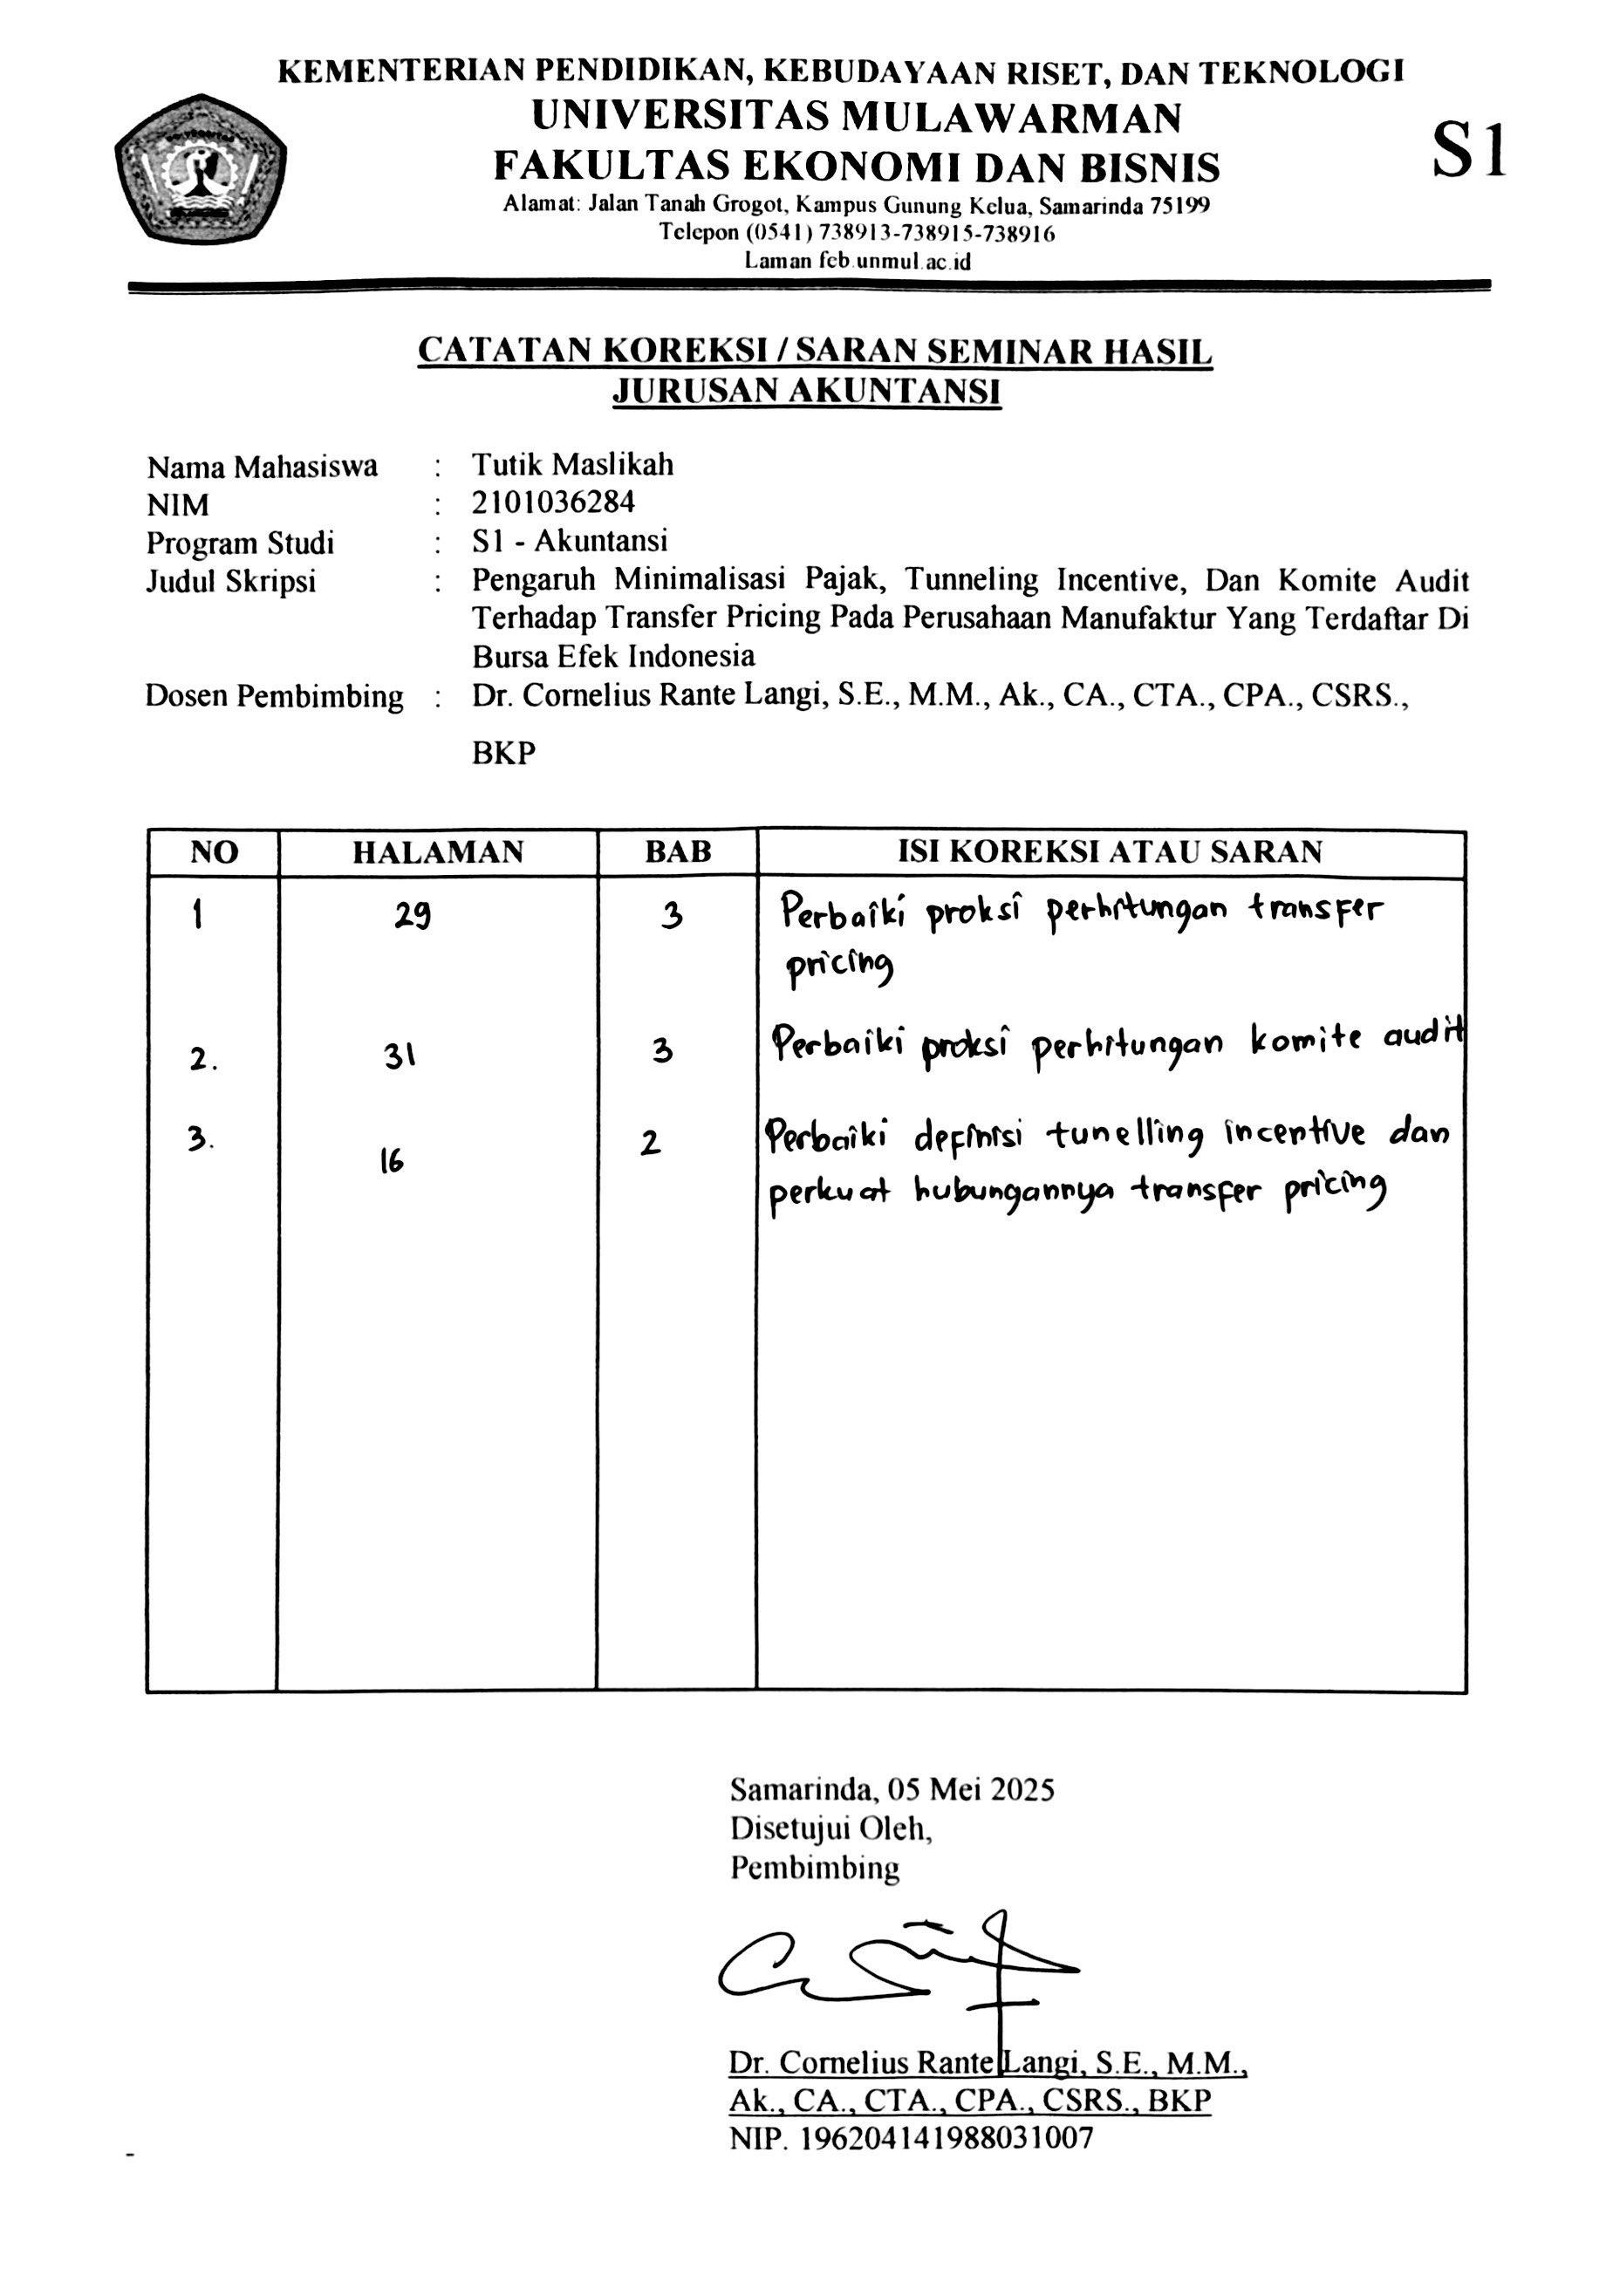 KEMENTERIAN PENDIDIKAN, KEBUDAYAAN RISET, DAN TEKNOLOGI
UNIVERSITAS MULAWARMAN
FAKULTAS EKONOMI DAN BISNIS
S1
Alamat: Jalan Tanah Grogot, Kampus Gunung Kelua, Samarinda 75199
Telepon (0541) 738913-738915-738916
Laman feb.unmul.ac.id
CATATAN KOREKSI / SARAN SEMINAR HASIL
JURUSAN AKUNTANSI
Nama Mahasiswa : Tutik Maslikah
NIM : 2101036284
Program Studi : S1 - Akuntansi
Judul Skripsi : Pengaruh Minimalisasi Pajak, Tunneling Incentive, Dan Komite Audit
Terhadap Transfer Pricing Pada Perusahaan Manufaktur Yang Terdaftar Di
Bursa Efek Indonesia
Dosen Pembimbing : Dr. Cornelius Rante Langi, S.E., M.M., Ak., CA., CTA., CPA., CSRS.,
BKP
NO HALAMAN BAB ISI KOREKSI ATAU SARAN
1 29 3 Perbaiki proksi perhitungan transfer
pricing
2. 31 3 Perbaiki proksi perhitungan komite audit
3. 16 2 Perbaiki definisi tunelling incentive dan
perkuat hubungannya transfer pricing
Samarinda, 05 Mei 2025
Disetujui Oleh,
Pembimbing
Dr. Cornelius Rante Langi, S.E., M.M.,
Ak., CA., CTA., CPA., CSRS., BKP
NIP. 196204141988031007